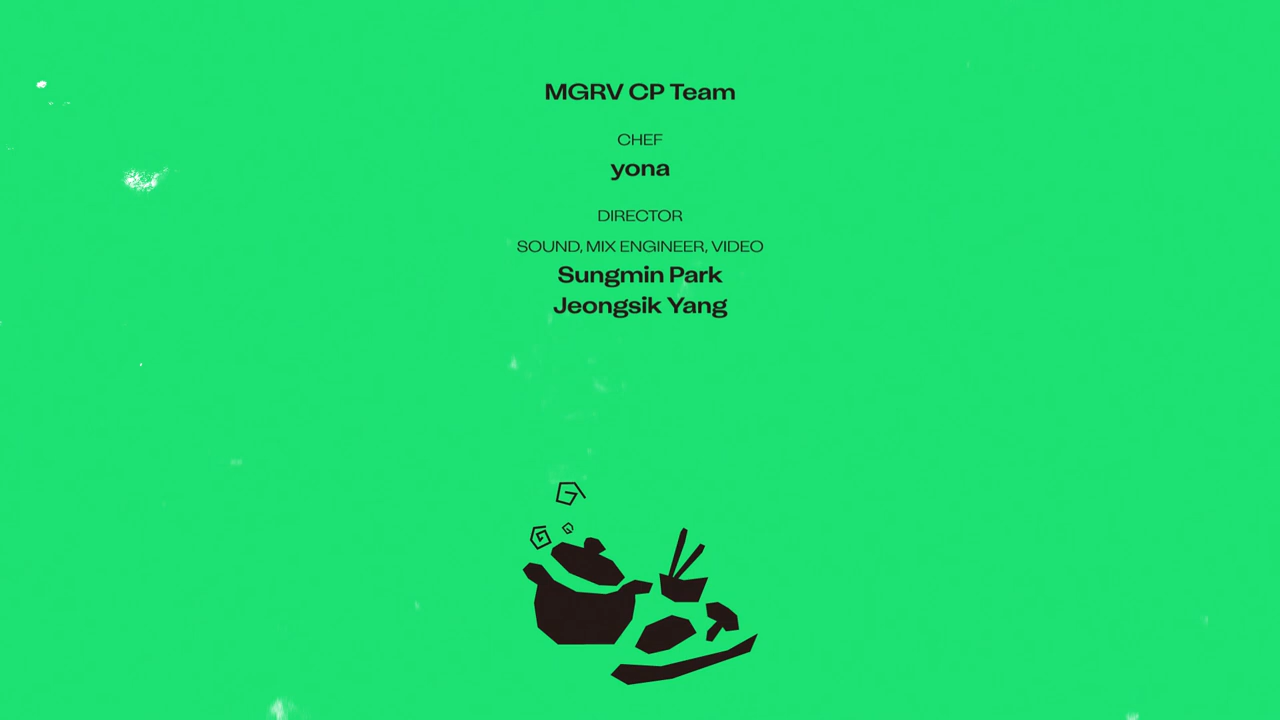 MGRV CP Team
CHEF
yona
DIRECTOR
SOUND, MIX ENGINEER, VIDEO
Sungmin Park
Jeongsik Yang